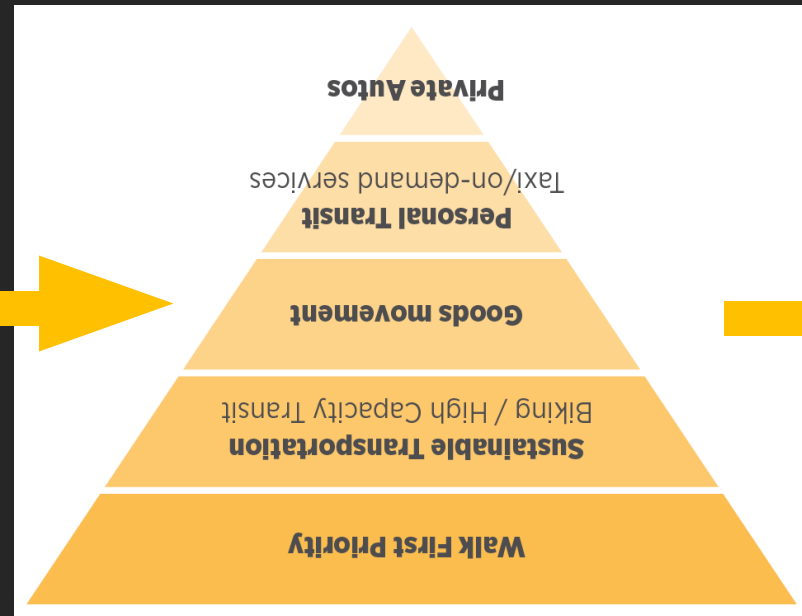 Walk First Priority
Sustainable Transportation
Biking / High Capacity Transit
Goods movement
Personal Transit
Taxi/on-demand services
Private Autos